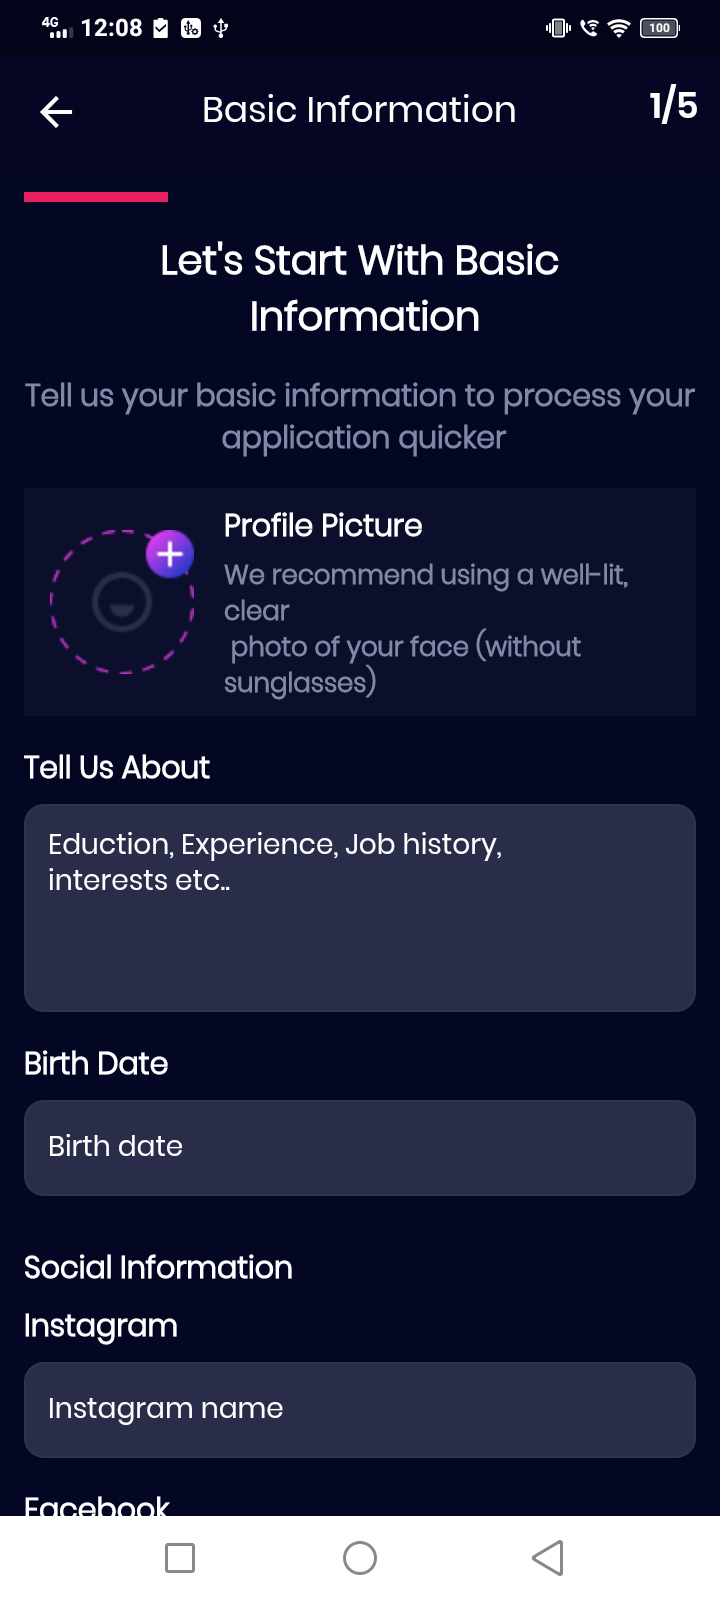 4G 12:08 100
Basic Information 1/5
Let's Start With Basic
Information
Tell us your basic information to process your
application quicker
Profile Picture
We recommend using a well-lit,
clear
photo of your face (without
sunglasses)
Tell Us About
Eduction, Experience, Job history,
interests etc..
Birth Date
Birth date
Social Information
Instagram
Instagram name
Facebook